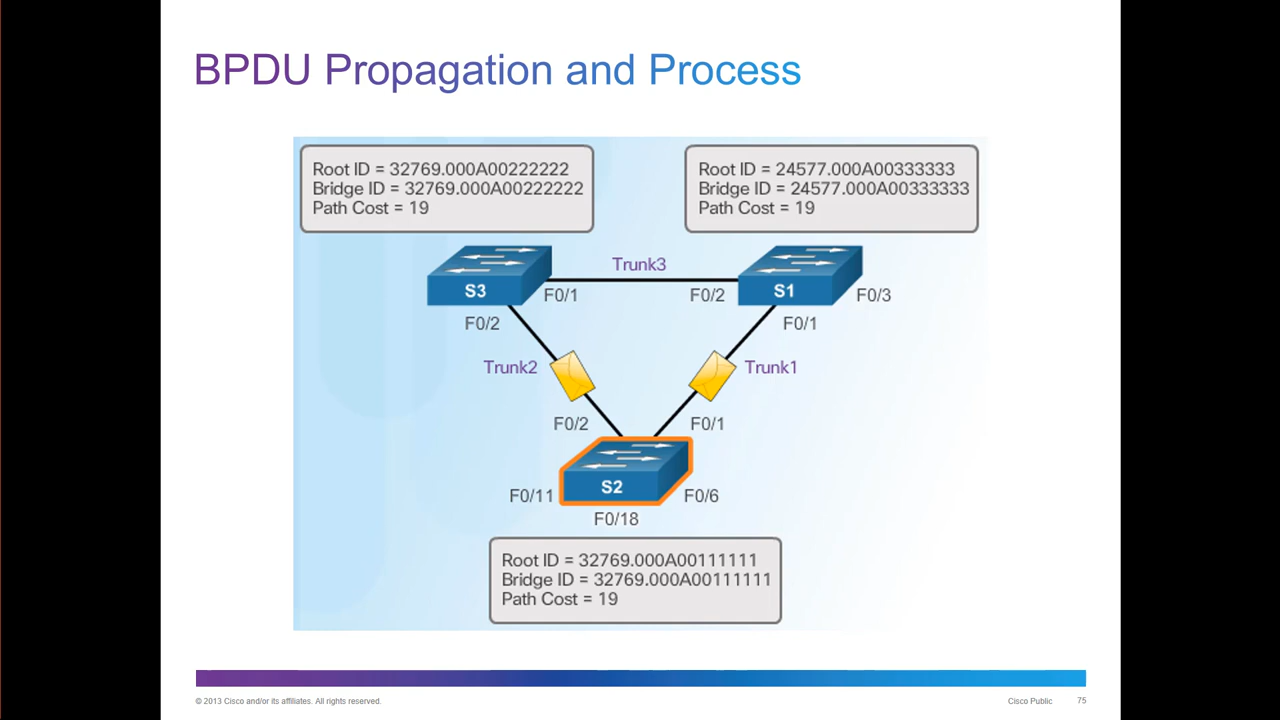 BPDU Propagation and Process
Root ID = 32769.000A00222222
Bridge ID = 32769.000A00222222
Path Cost = 19
Root ID = 24577.000A00333333
Bridge ID = 24577.000A00333333
Path Cost = 19
Trunk3
S3
F0/1
F0/2
S1
F0/3
F0/2
F0/1
Trunk2
Trunk1
F0/2
F0/1
S2
F0/11
F0/6
F0/18
Root ID = 32769.000A00111111
Bridge ID = 32769.000A00111111
Path Cost = 19
© 2013 Cisco and/or its affiliates. All rights reserved.
Cisco Public
75